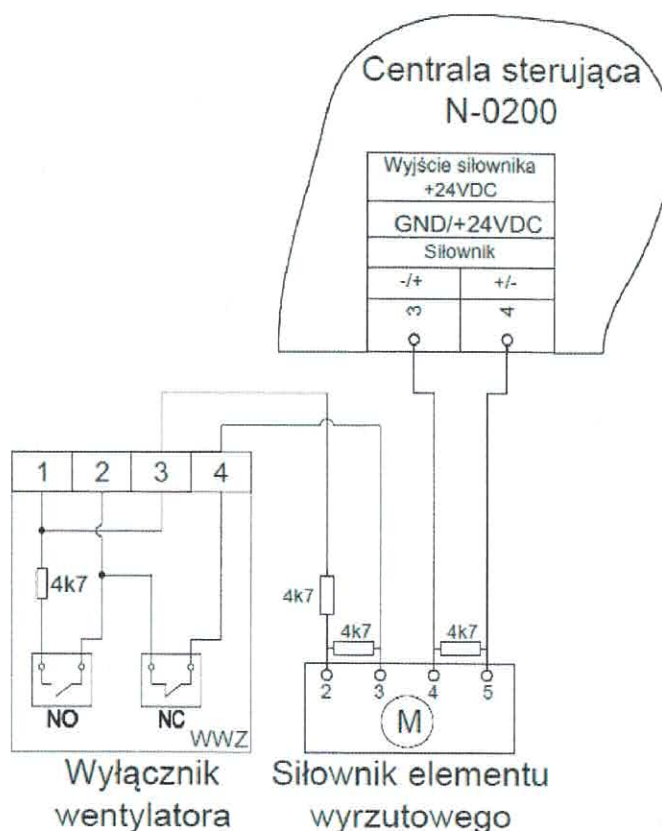 Centrala sterująca
N-0200
Wyjście siłownika
+24VDC
GND/+24VDC
Siłownik
-/+ +/-
3 4
1 2 3 4
4k7
4k7
4k7 4k7
NO NC
WWZ
2 3 4 5
M
Wyłącznik
wentylatora
Siłownik elementu
wyrzutowego